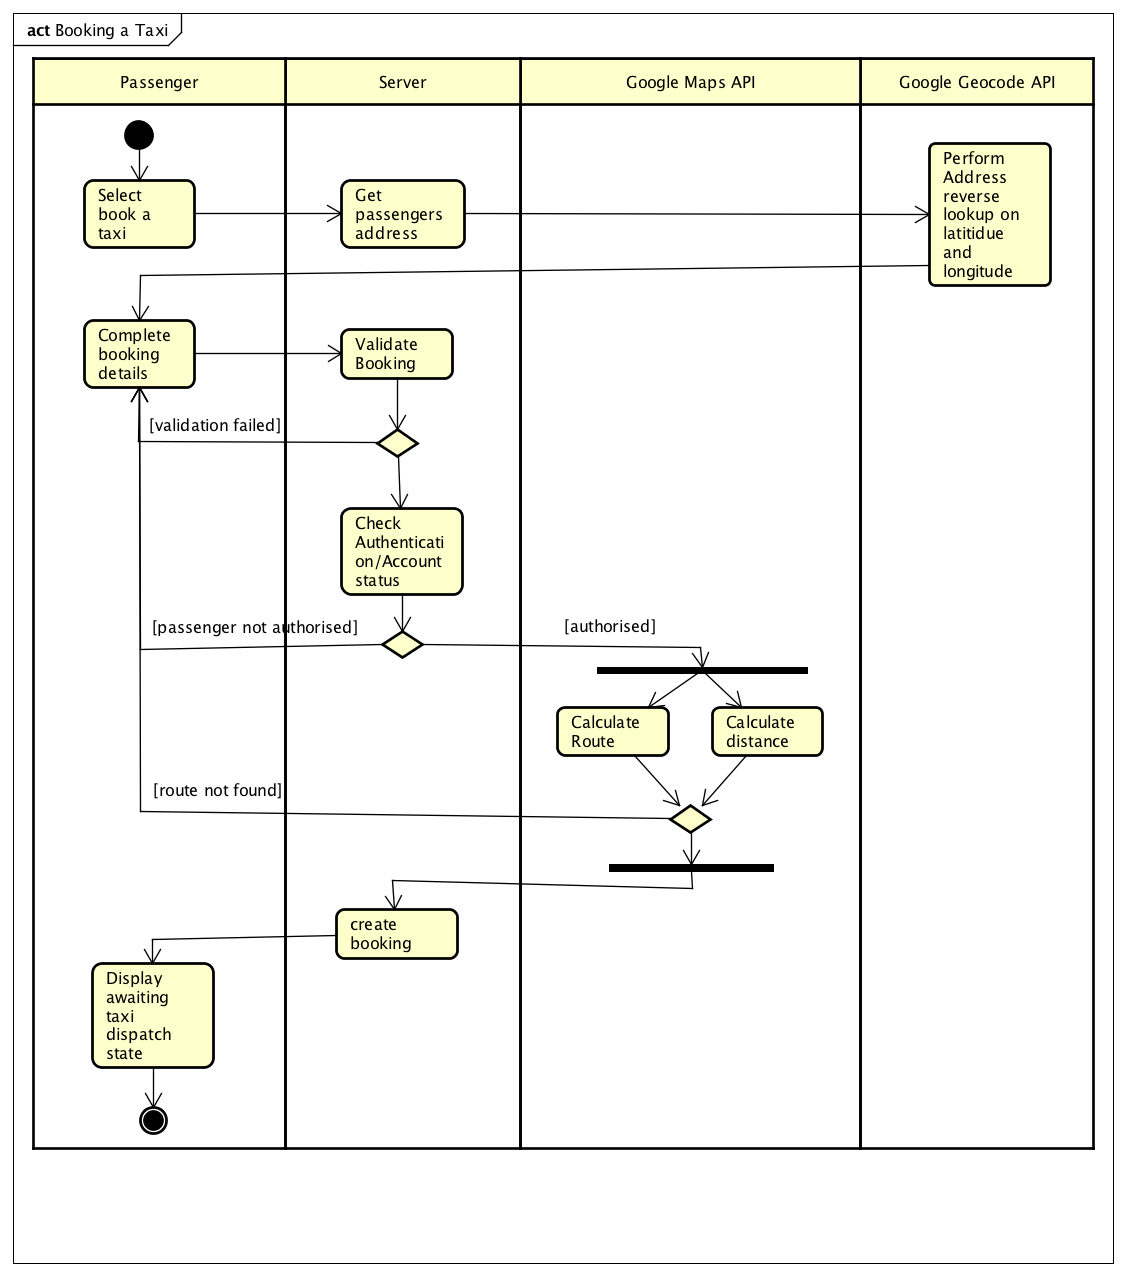 act Booking a Taxi
Passenger
Server
Google Maps API
Google Geocode API
Select
book a
taxi
Get
passengers
address
Perform
Address
reverse
lookup on
latitidue
and
longitude
Complete
booking
details
Validate
Booking
[validation failed]
Check
Authenticati
on/Account
status
[passenger not authorised]
[authorised]
Calculate
Route
Calculate
distance
[route not found]
create
booking
Display
awaiting
taxi
dispatch
state